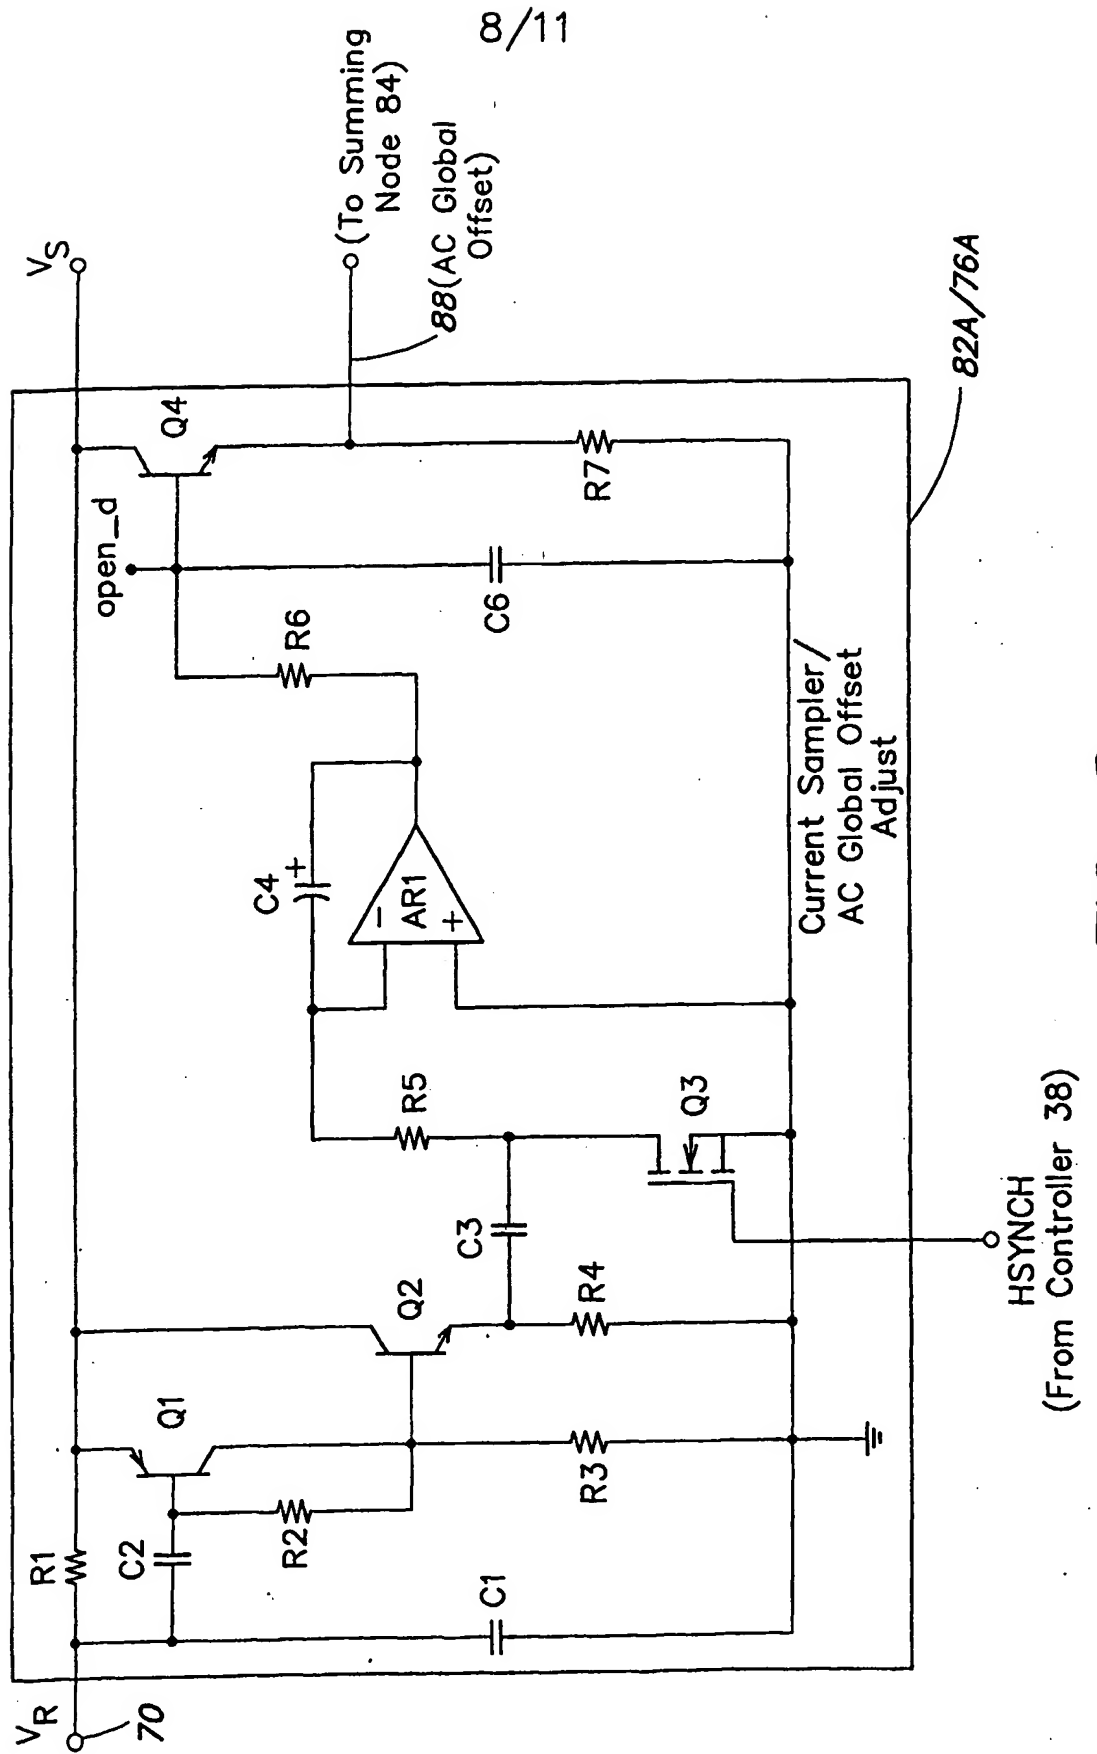 8/11
V_R
70
R1
C2
R2
Q1
C1
R3
Q2
R4
C3
R5
Q3
C4
+
−
AR1
+
R6
open_d
Q4
C6
R7
V_S
(To Summing
Node 84)
88(AC Global
Offset)
82A/76A
Current Sampler/
AC Global Offset
Adjust
HSYNCH
(From Controller 38)